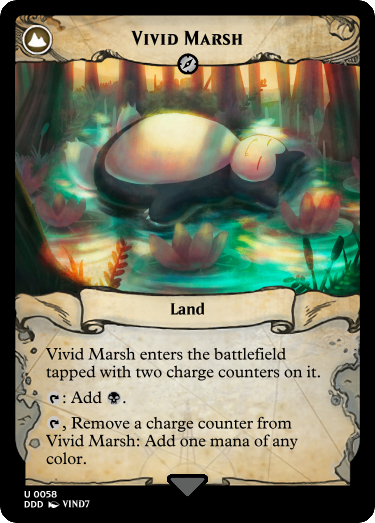 Vivid Marsh
Land
Vivid Marsh enters the battlefield
tapped with two charge counters on it.
: Add .
, Remove a charge counter from
Vivid Marsh: Add one mana of any
color.
U 0058
DDD VIND7